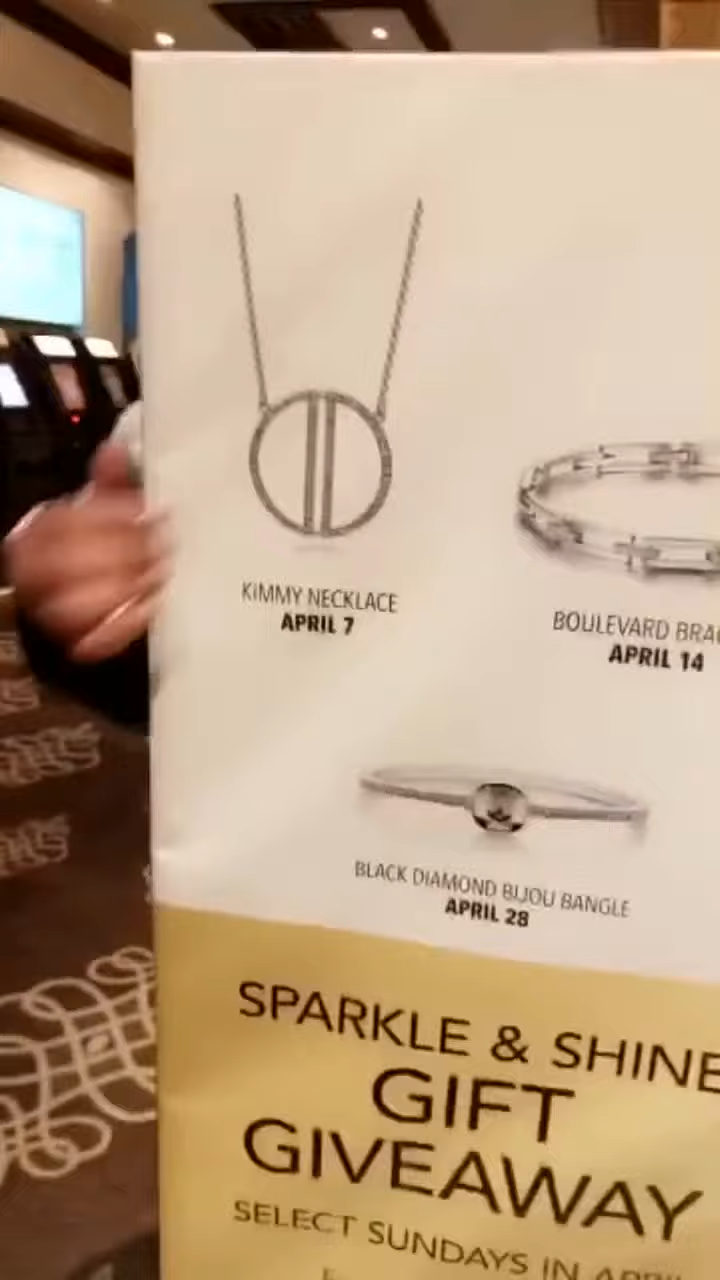 KIMMY NECKLACE
APRIL 7
BOULEVARD
APRIL 14
BLACK DIAMOND BIJOU BANGLE
APRIL 28
SPARKLE & SHINE
GIFT
GIVEAWAY
SELECT SUNDAYS IN